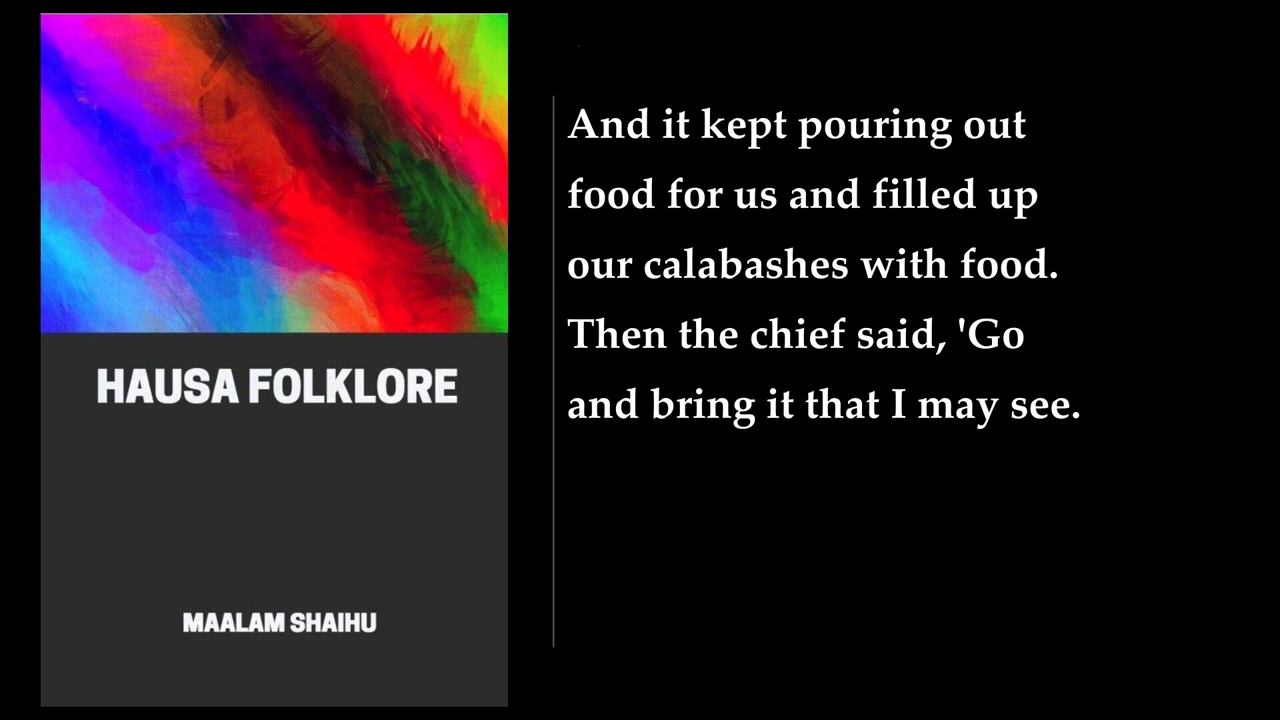 HAUSA FOLKLORE
MAALAM SHAIHU
And it kept pouring out
food for us and filled up
our calabashes with food.
Then the chief said, 'Go
and bring it that I may see.